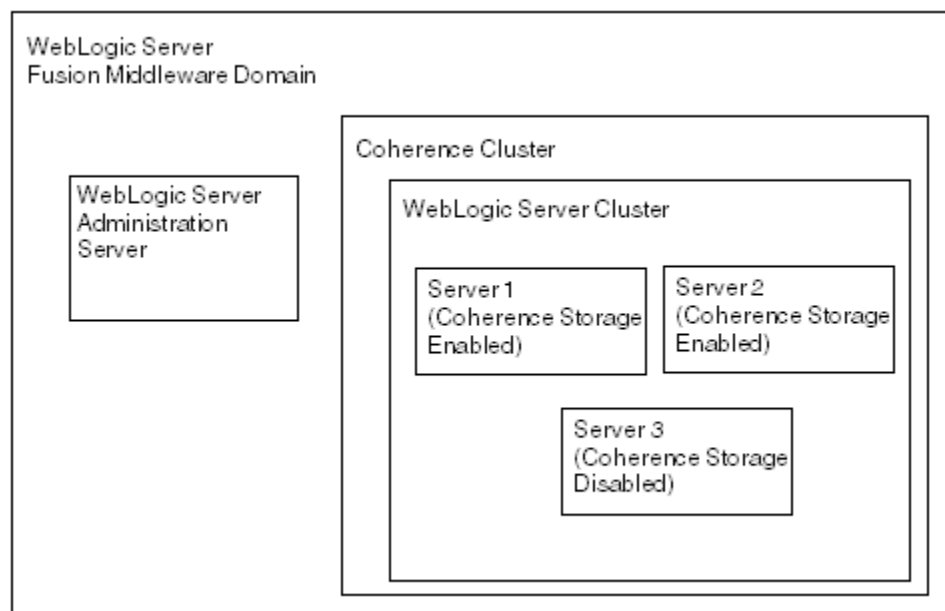 WebLogic Server
Fusion Middleware Domain
Coherence Cluster
WebLogic Server
Administration
Server
WebLogic Server Cluster
Server 1
(Coherence Storage
Enabled)
Server 2
(Coherence Storage
Enabled)
Server 3
(Coherence Storage
Disabled)